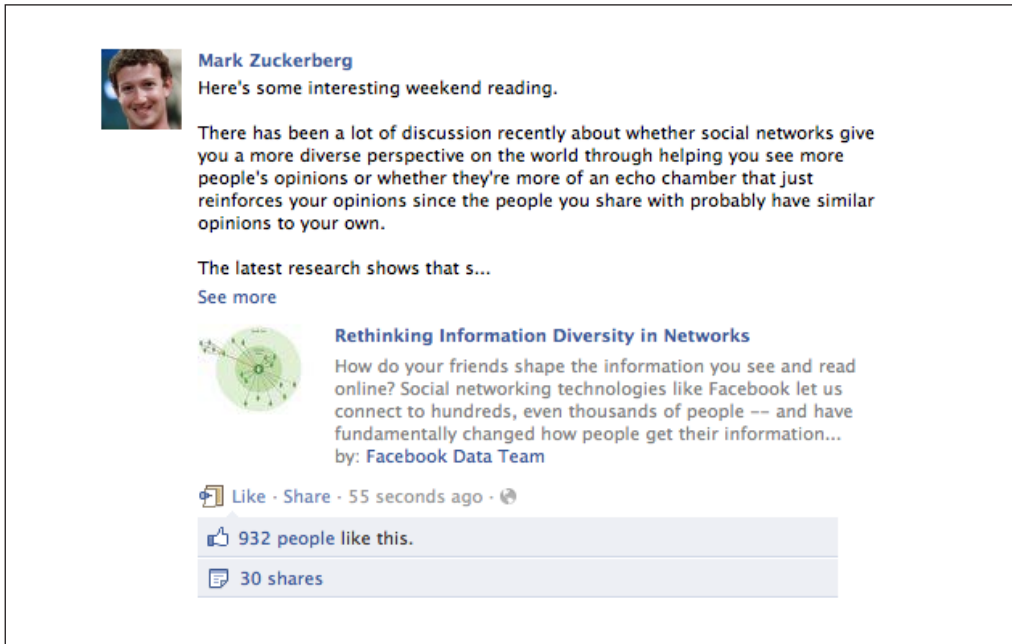 Mark Zuckerberg
Here's some interesting weekend reading.
There has been a lot of discussion recently about whether social networks give
you a more diverse perspective on the world through helping you see more
people's opinions or whether they're more of an echo chamber that just
reinforces your opinions since the people you share with probably have similar
opinions to your own.
The latest research shows that s...
See more
Rethinking Information Diversity in Networks
How do your friends shape the information you see and read
online? Social networking technologies like Facebook let us
connect to hundreds, even thousands of people -- and have
fundamentally changed how people get their information...
by: Facebook Data Team
Like · Share · 55 seconds ago ·
932 people like this.
30 shares